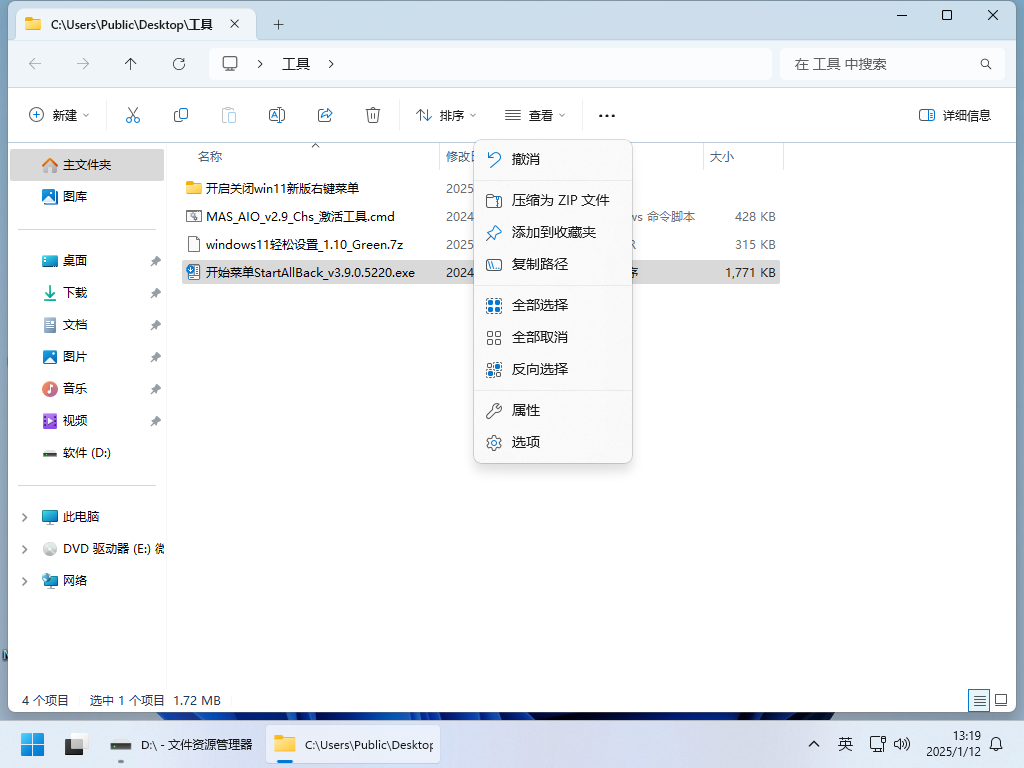 C:\Users\Public\Desktop\工具
工具
在 工具 中搜索
新建
排序
查看
详细信息
名称
修改日
大小
主文件夹
图库
桌面
下载
文档
图片
音乐
视频
软件 (D:)
此电脑
DVD 驱动器 (E:) 微
网络
开启关闭win11新版右键菜单
2025
MAS_AIO_v2.9_Chs_激活工具.cmd
2024
ws 命令脚本
428 KB
windows11轻松设置_1.10_Green.7z
2025
R
315 KB
开始菜单StartAllBack_v3.9.0.5220.exe
2024
序
1,771 KB
撤消
压缩为 ZIP 文件
添加到收藏夹
复制路径
全部选择
全部取消
反向选择
属性
选项
4 个项目
选中 1 个项目 1.72 MB
D:\ - 文件资源管理器
C:\Users\Public\Desktop
英
13:19
2025/1/12